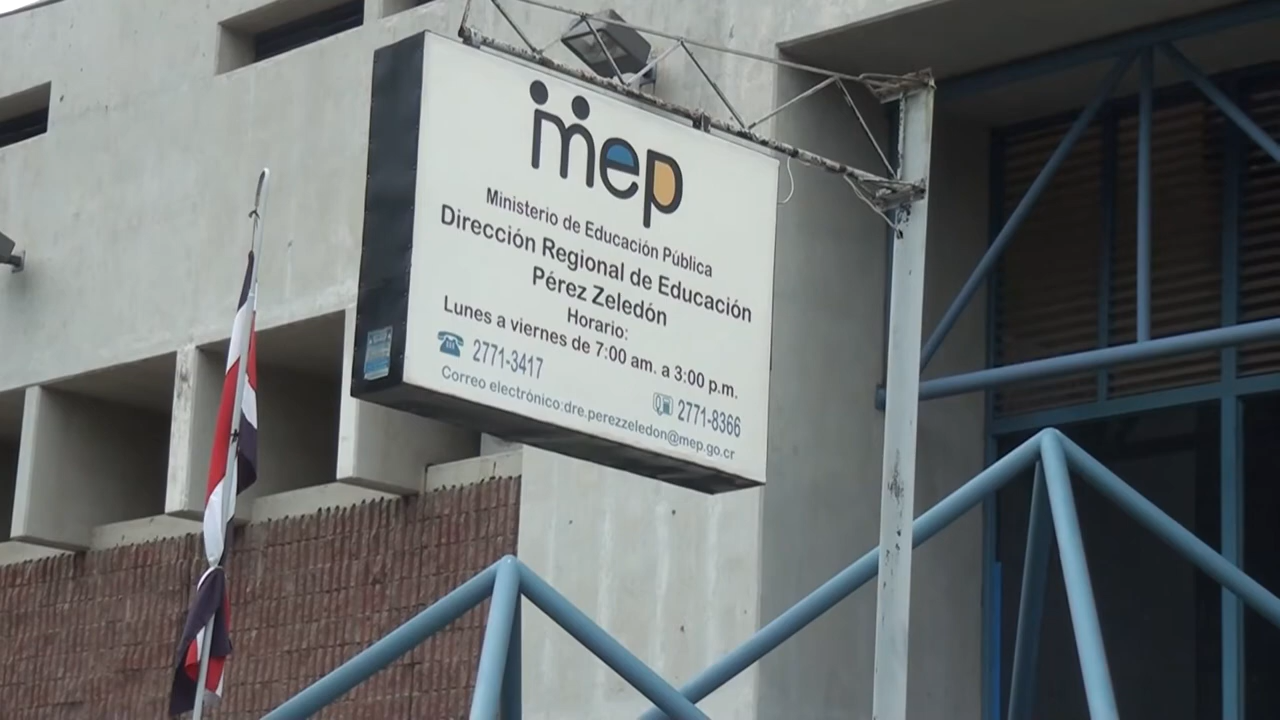 mep
Ministerio de Educación Pública
Dirección Regional de Educación
Pérez Zeledón
Horario:
Lunes a viernes de 7:00 am. a 3:00 p.m.
2771-3417
2771-8366
Correo electrónico:dre.perezzeledon@mep.go.cr